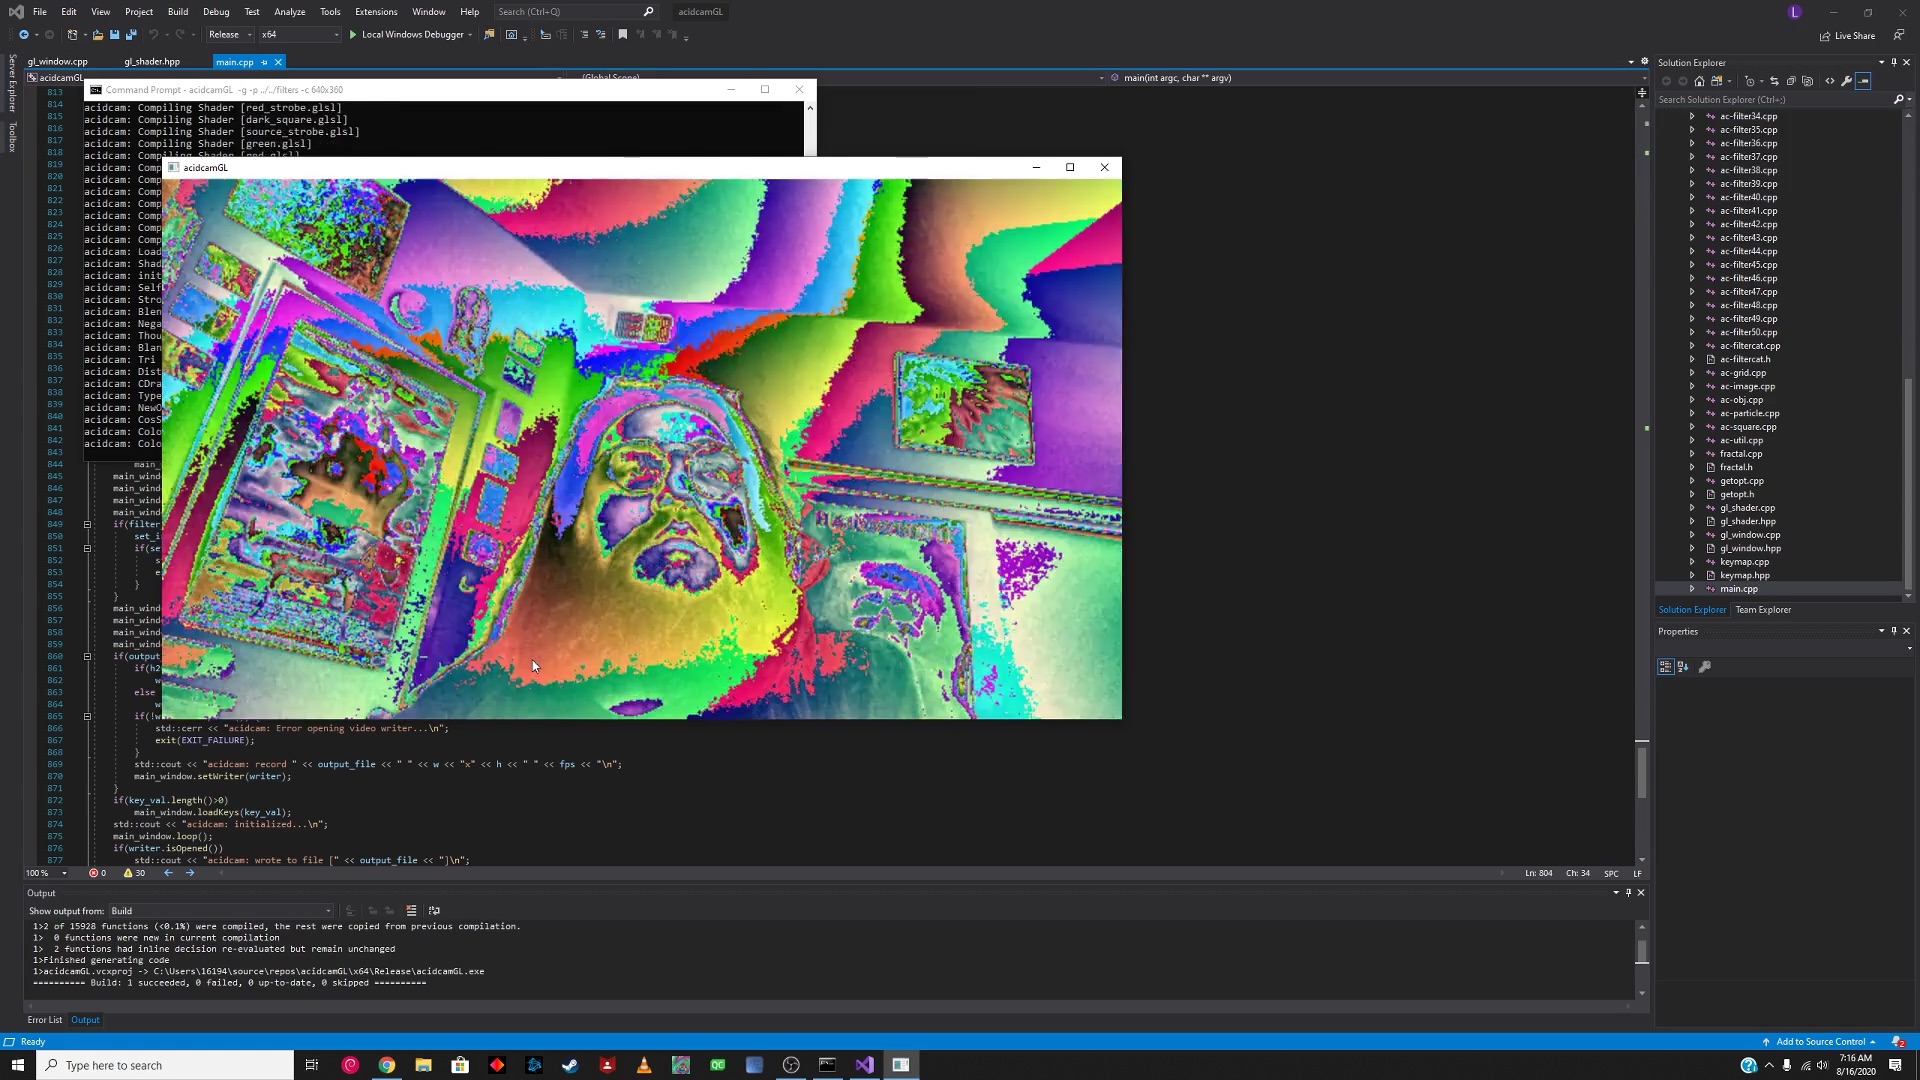 File Edit View Project Build Debug Test Analyze Tools Extensions Window Help Search (Ctrl+Q) acidcamGL L
Release x64 Local Windows Debugger Live Share
Server Explorer
Toolbox
gl_window.cpp gl_shader.hpp main.cpp
acidcamGL (Global Scope) main(int argc, char ** argv)
Command Prompt - acidcamGL -g -p ../../filters -c 640x360
acidcam: Compiling Shader [red_strobe.glsl]
acidcam: Compiling Shader [dark_square.glsl]
acidcam: Compiling Shader [source_strobe.glsl]
acidcam: Compiling Shader [green.glsl]
acidcam: Compiling Shader [red.glsl]
acidcamGL
acidcam: Comp
acidcam: Comp
acidcam: Comp
acidcam: Comp
acidcam: Comp
acidcam: Comp
acidcam: Comp
acidcam: Load
acidcam: Shad
acidcam: init
acidcam: Self
acidcam: Stro
acidcam: Blen
acidcam: Nega
acidcam: Thou
acidcam: Blan
acidcam: Tri
acidcam: Dist
acidcam: CDra
acidcam: Type
acidcam: NewO
acidcam: CosS
acidcam: Colo
acidcam: Colo
813
814
815
816
817
818
819
820
821
822
823
824
825
826
827
828
829
830
831
832
833
834
835
836
837
838
839
840
841
842
843
844 main_
845 main_wind
846 main_wind
847 main_wind
848 main_wind
849 if(filter
850 set_i
851 if(se
852 s
853 e
854 }
855 }
856 main_wind
857 main_wind
858 main_wind
859 main_wind
860 if(output
861 if(h2
862 w
863 else
864 w
865 if(!w
866 std::cerr << "acidcam: Error opening video writer...\n";
867 exit(EXIT_FAILURE);
868 }
869 std::cout << "acidcam: record " << output_file << " " << w << "x" << h << " " << fps << "\n";
870 main_window.setWriter(writer);
871 }
872 if(key_val.length()>0)
873 main_window.loadKeys(key_val);
874 std::cout << "acidcam: initialized...\n";
875 main_window.loop();
876 if(writer.isOpened())
877 std::cout << "acidcam: wrote to file [" << output_file << "]\n";
100 % 0 30 Ln: 804 Ch: 34 SPC LF
Output
Show output from: Build
1>2 of 15928 functions (<0.1%) were compiled, the rest were copied from previous compilation.
1> 0 functions were new in current compilation
1> 2 functions had inline decision re-evaluated but remain unchanged
1>Finished generating code
1>acidcamGL.vcxproj -> C:\Users\16194\source\repos\acidcamGL\x64\Release\acidcamGL.exe
========== Build: 1 succeeded, 0 failed, 0 up-to-date, 0 skipped ==========
Error List Output
Solution Explorer
Search Solution Explorer (Ctrl+;)
ac-filter34.cpp
ac-filter35.cpp
ac-filter36.cpp
ac-filter37.cpp
ac-filter38.cpp
ac-filter39.cpp
ac-filter40.cpp
ac-filter41.cpp
ac-filter42.cpp
ac-filter43.cpp
ac-filter44.cpp
ac-filter45.cpp
ac-filter46.cpp
ac-filter47.cpp
ac-filter48.cpp
ac-filter49.cpp
ac-filter50.cpp
ac-filtercat.cpp
ac-filtercat.h
ac-grid.cpp
ac-image.cpp
ac-obj.cpp
ac-particle.cpp
ac-square.cpp
ac-util.cpp
fractal.cpp
fractal.h
getopt.cpp
getopt.h
gl_shader.cpp
gl_shader.hpp
gl_window.cpp
gl_window.hpp
keymap.cpp
keymap.hpp
main.cpp
Solution Explorer Team Explorer
Properties
Ready Add to Source Control 2
Type here to search QC 7:16 AM
8/16/2020